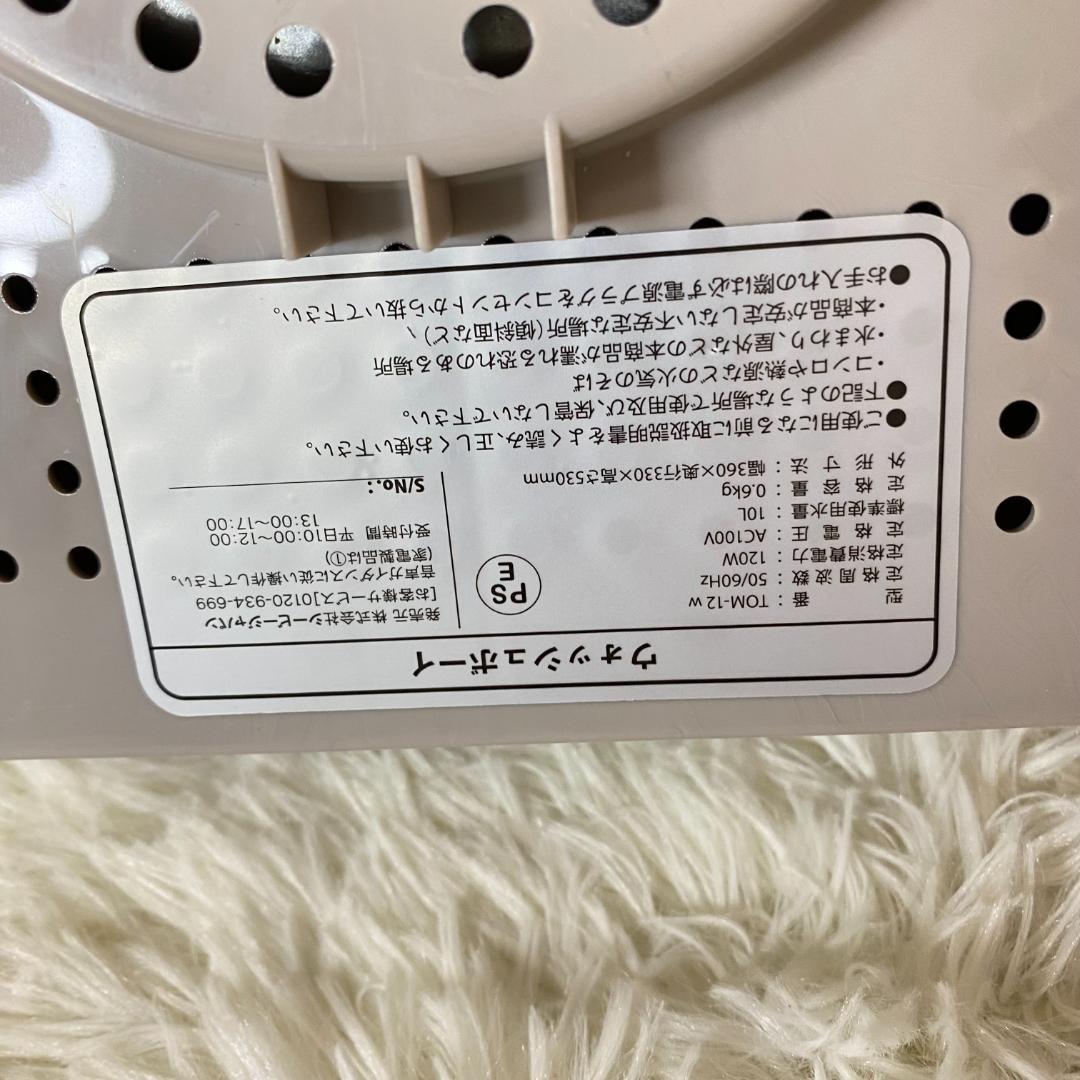 ウォッシュボーイ
型番：TOM-12w
定格周波数：50/60Hz
定格消費電力：120W
定格電圧：AC100V
標準使用水量：10L
定格容量：0.6kg
外形寸法：幅360×奥行330×高さ530mm
PS
E
発売元 株式会社シービージャパン
[お客様サービス]0120-934-699
音声ガイダンスに従い操作して下さい。
(家電製品は①)
受付時間 平日10:00~12:00
13:00~17:00
S/No.:
●ご使用になる前に取扱説明書をよく読み、正しくお使い下さい。
●下記のような場所で使用及び、保管しないで下さい。
・コンロや熱源などの火気のそば
・水まわり、屋外などの本商品が濡れる恐れのある場所
・本商品が安定しない不安定な場所(傾斜面など)、
●お手入れの際は必ず電源プラグをコンセントから抜いて下さい。